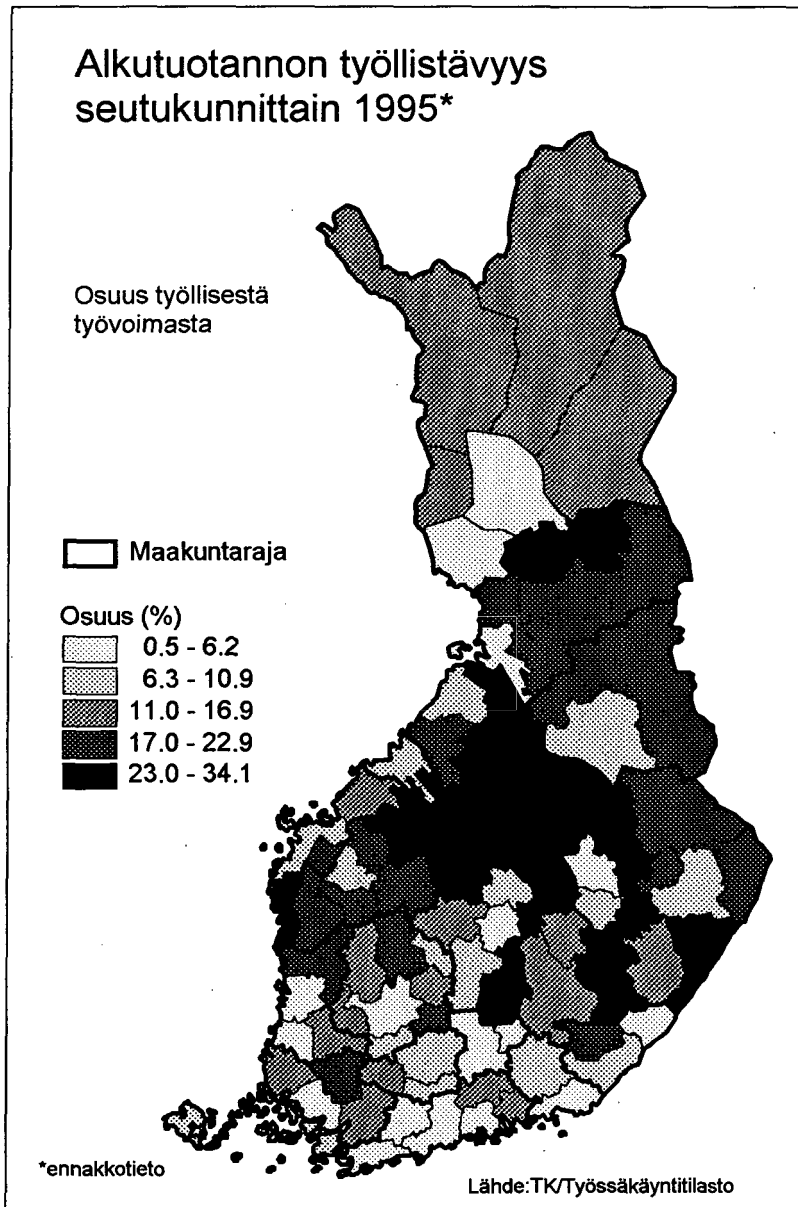 Alkutuotannon työllistävyys
seutukunnittain 1995*
Osuus työllisestä
työvoimasta
Maakuntaraja
Osuus (%)
0.5 - 6.2
6.3 - 10.9
11.0 - 16.9
17.0 - 22.9
23.0 - 34.1
*ennakkotieto
Lähde:TK/Työssäkäyntitilasto